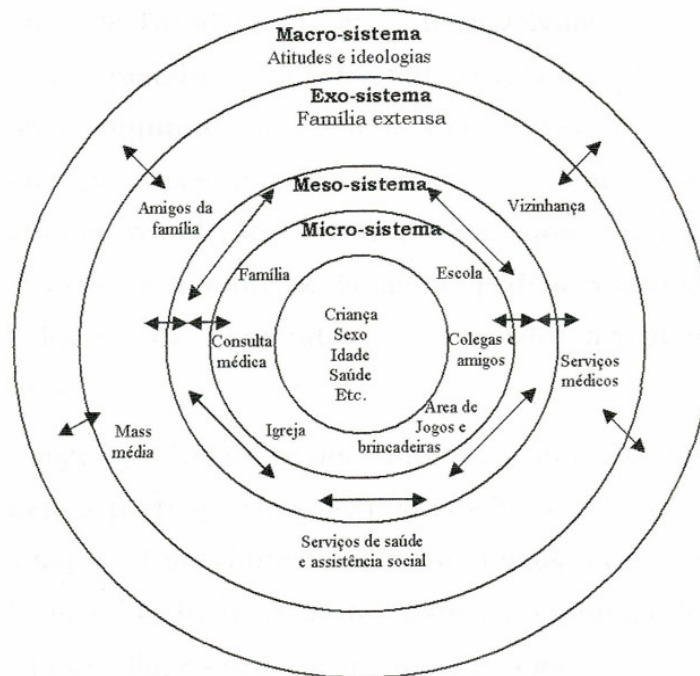 Macro-sistema
Atitudes e ideologias
Exo-sistema
Família extensa
Meso-sistema
Amigos da
família
Vizinhança
Micro-sistema
Família
Escola
Criança
Sexo
Idade
Saúde
Etc.
Consulta
médica
Colegas e
amigos
Serviços
médicos
Mass
média
Igreja
Area de
Jogos e
brincadeiras
Serviços de saúde
e assistência social